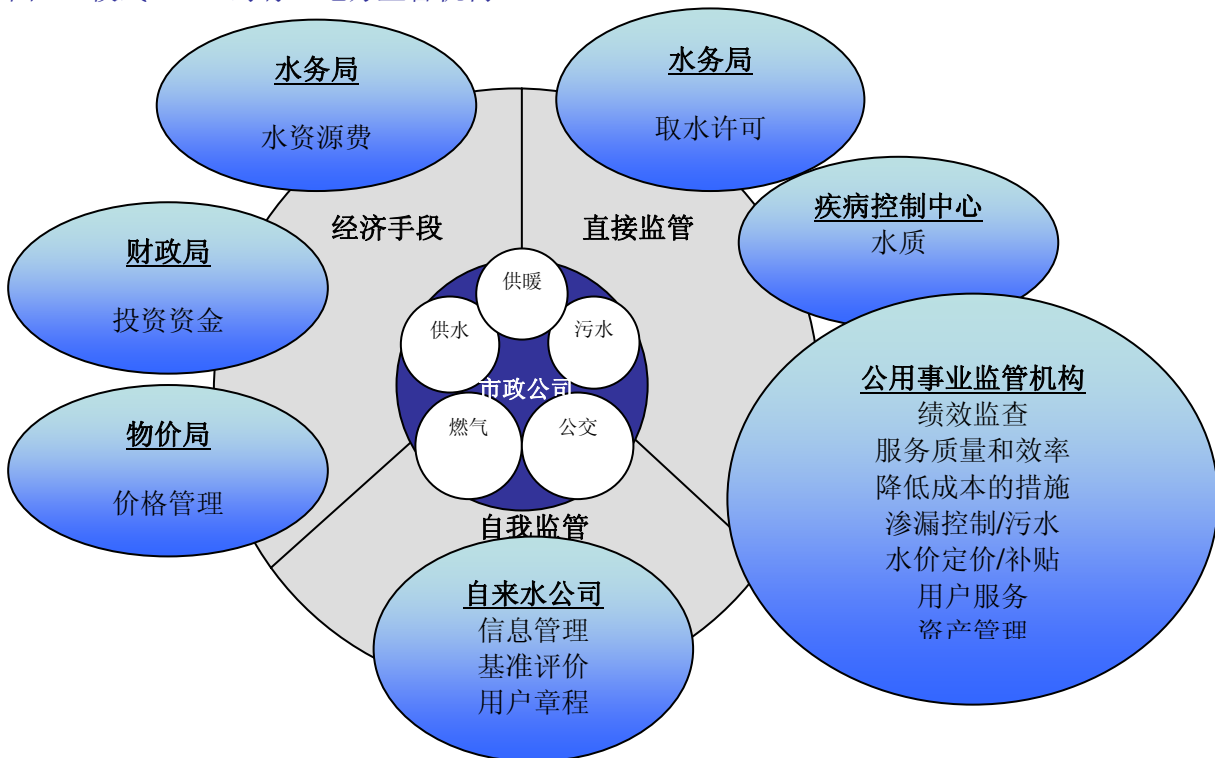 水务局
水资源费
水务局
取水许可
疾病控制中心
水质
经济手段
直接监管
财政局
投资资金
供暖
供水
污水
市政公司
燃气
公交
物价局
价格管理
公用事业监管机构
绩效监查
服务质量和效率
降低成本的措施
渗漏控制/污水
水价定价/补贴
用户服务
资产管理
自我监管
自来水公司
信息管理
基准评价
用户章程